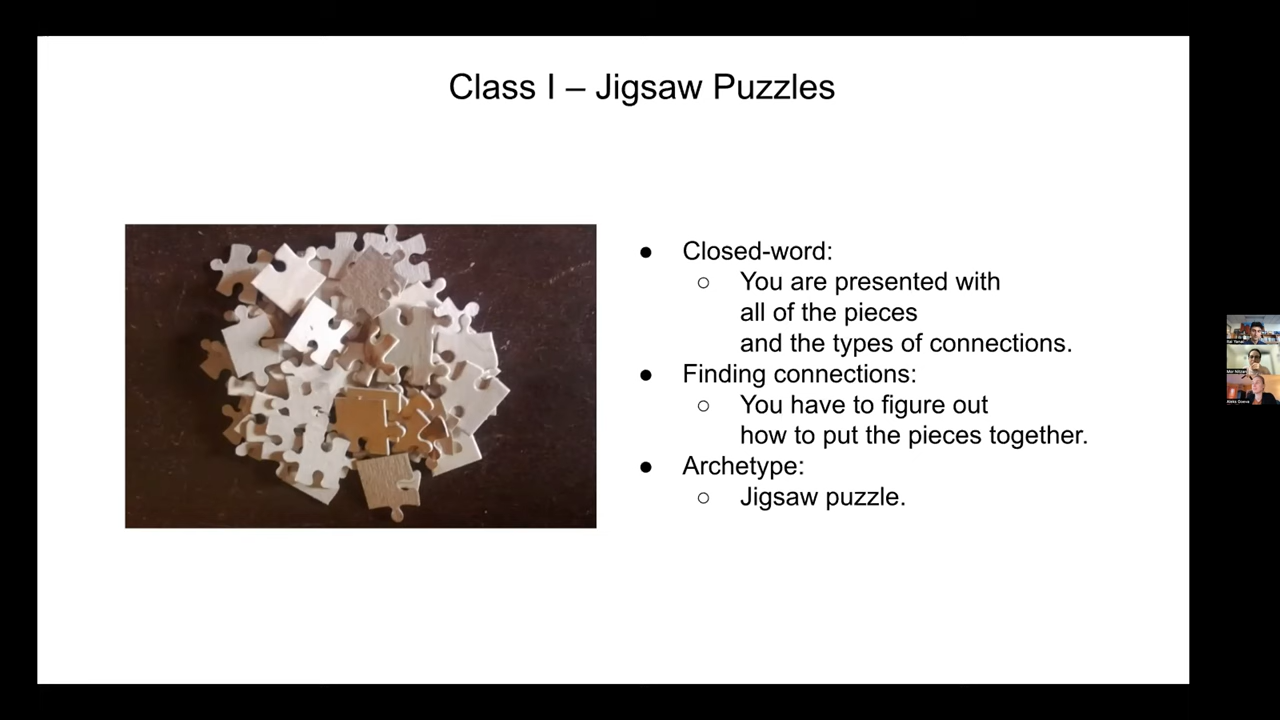 Class I – Jigsaw Puzzles
● Closed-word:
○ You are presented with
all of the pieces
and the types of connections.
● Finding connections:
○ You have to figure out
how to put the pieces together.
● Archetype:
○ Jigsaw puzzle.